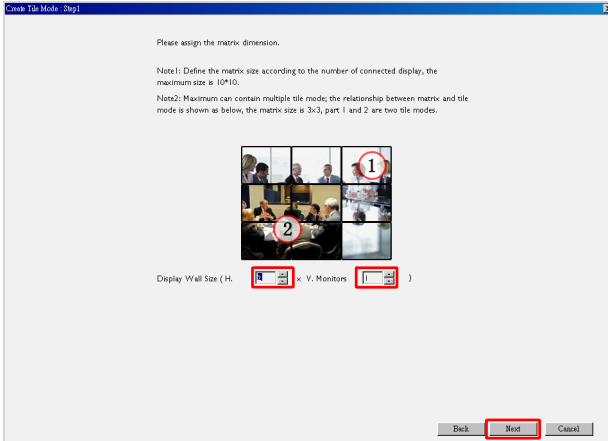 Create Tile Mode : Step1
Please assign the matrix dimension.
Note1: Define the matrix size according to the number of connected display, the
maximum size is 10*10.
Note2: Maximum can contain multiple tile mode; the relationship between matrix and tile
mode is shown as below, the matrix size is 3x3, part 1 and 2 are two tile modes.
1
2
Display Wall Size ( H. × V. Monitors 1 )
Back Next Cancel